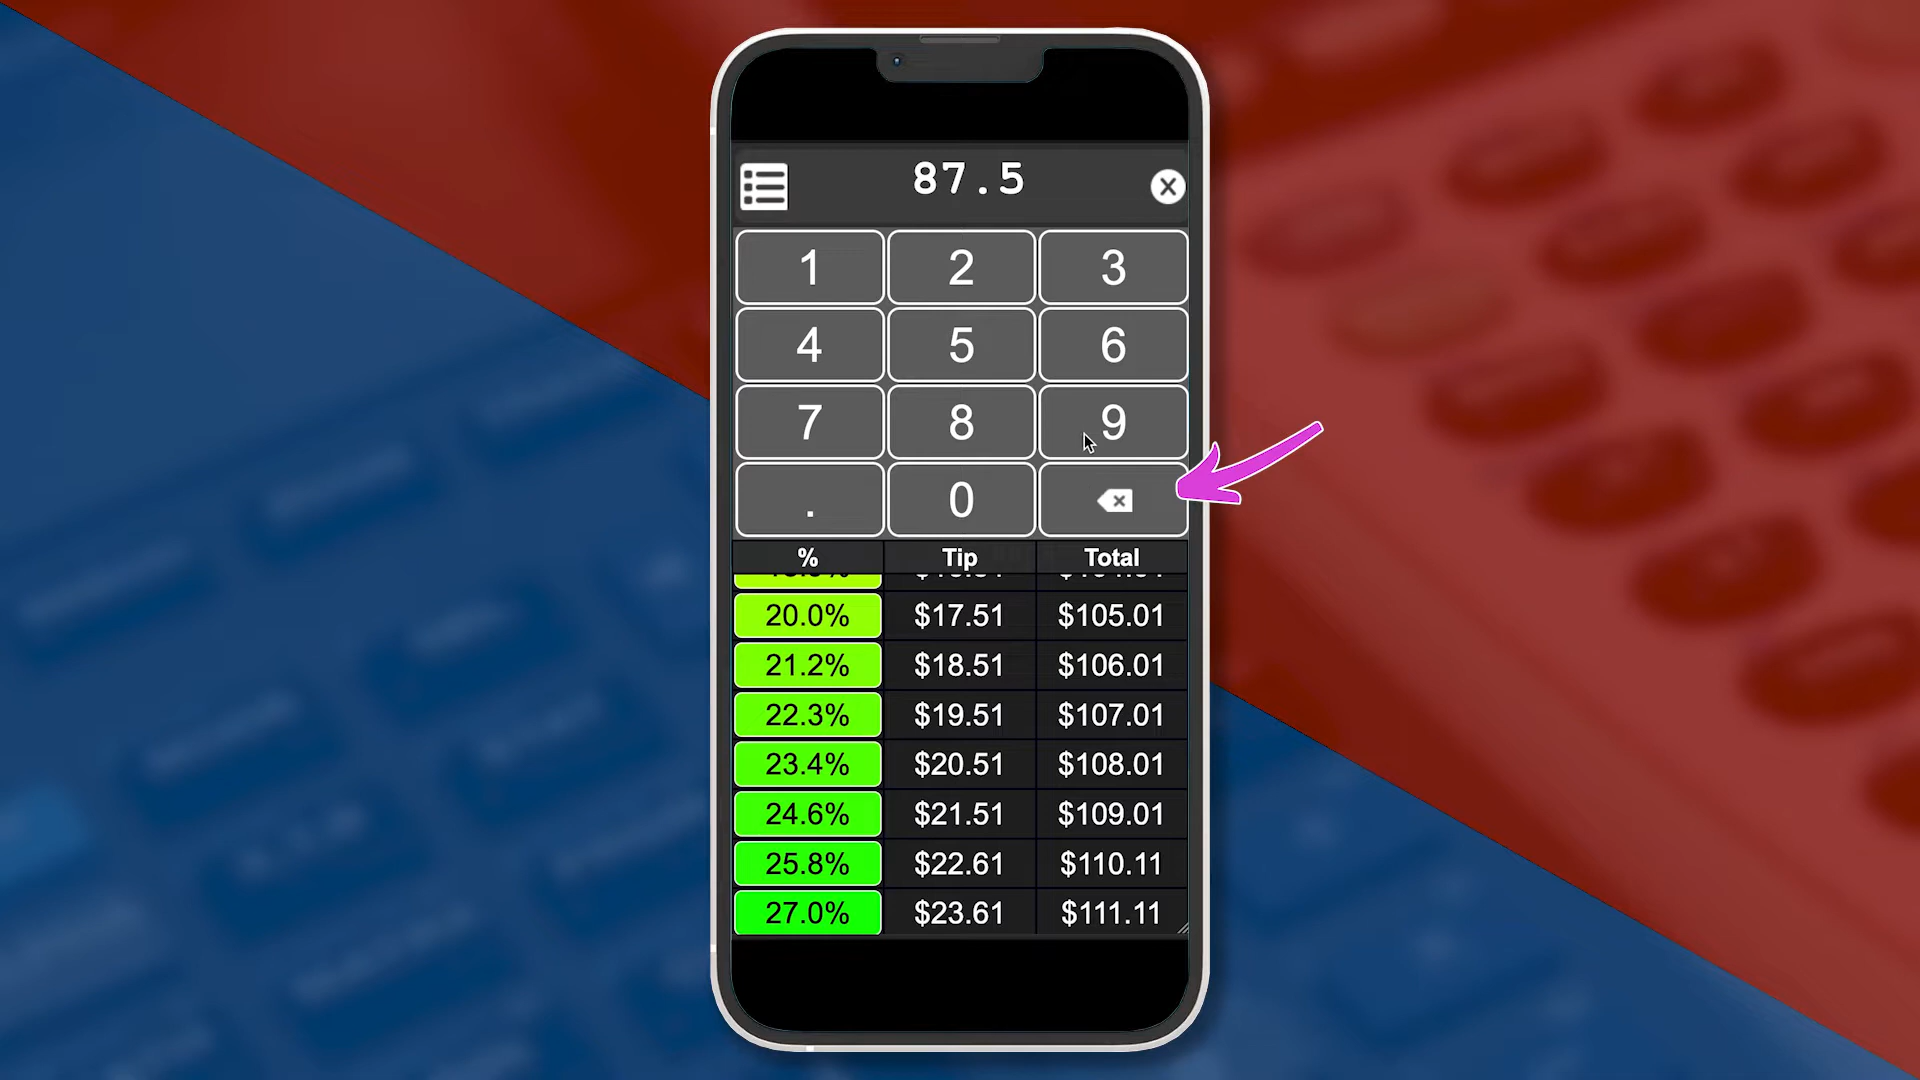 87.5
1 2 3
4 5 6
7 8 9
. 0
% Tip Total
20.0% $17.51 $105.01
21.2% $18.51 $106.01
22.3% $19.51 $107.01
23.4% $20.51 $108.01
24.6% $21.51 $109.01
25.8% $22.61 $110.11
27.0% $23.61 $111.11